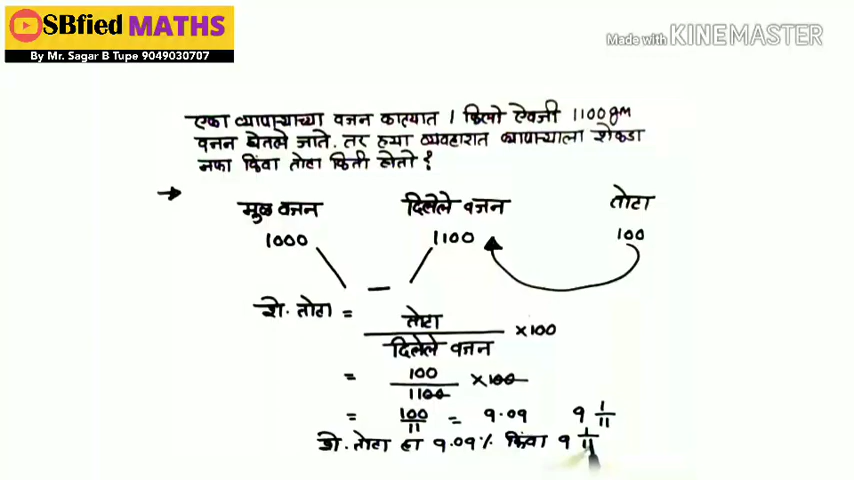 SBfied MATHS
By Mr. Sagar B Tupe 9049030707
Made with KINEMASTER
एका व्यापाऱ्याच्या वजन काट्यात 1 किलो ऐवजी 1100gm
वजन घेतले जाते. तर ह्या व्यवहारात व्यापाऱ्याला शेकडा
नफा किंवा तोटा किती होतो?
मुळ वजन दिलेले वजन तोटा
1000 1100 100
शे. तोटा = तोटा / दिलेले वजन ×100
= 100 / 1100 ×100
= 100 / 11 = 9.09 9 1/11
शे. तोटा हा 9.09% किंवा 9 1/11